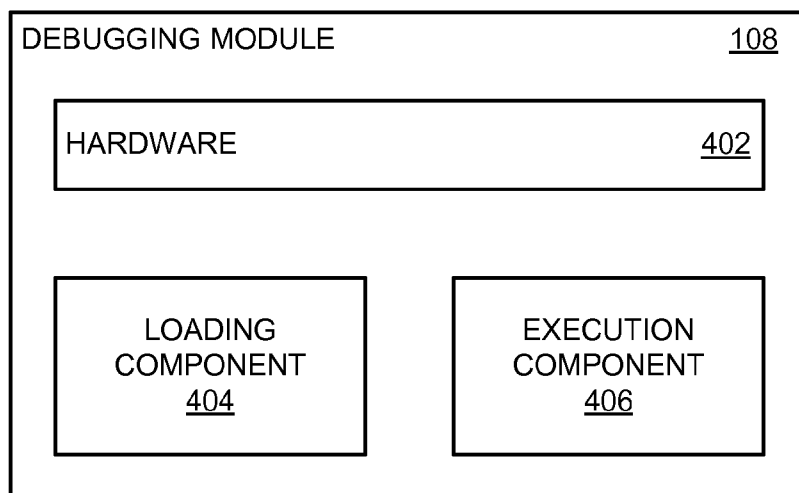 DEBUGGING MODULE 108
HARDWARE 402
LOADING
COMPONENT
404
EXECUTION
COMPONENT
406